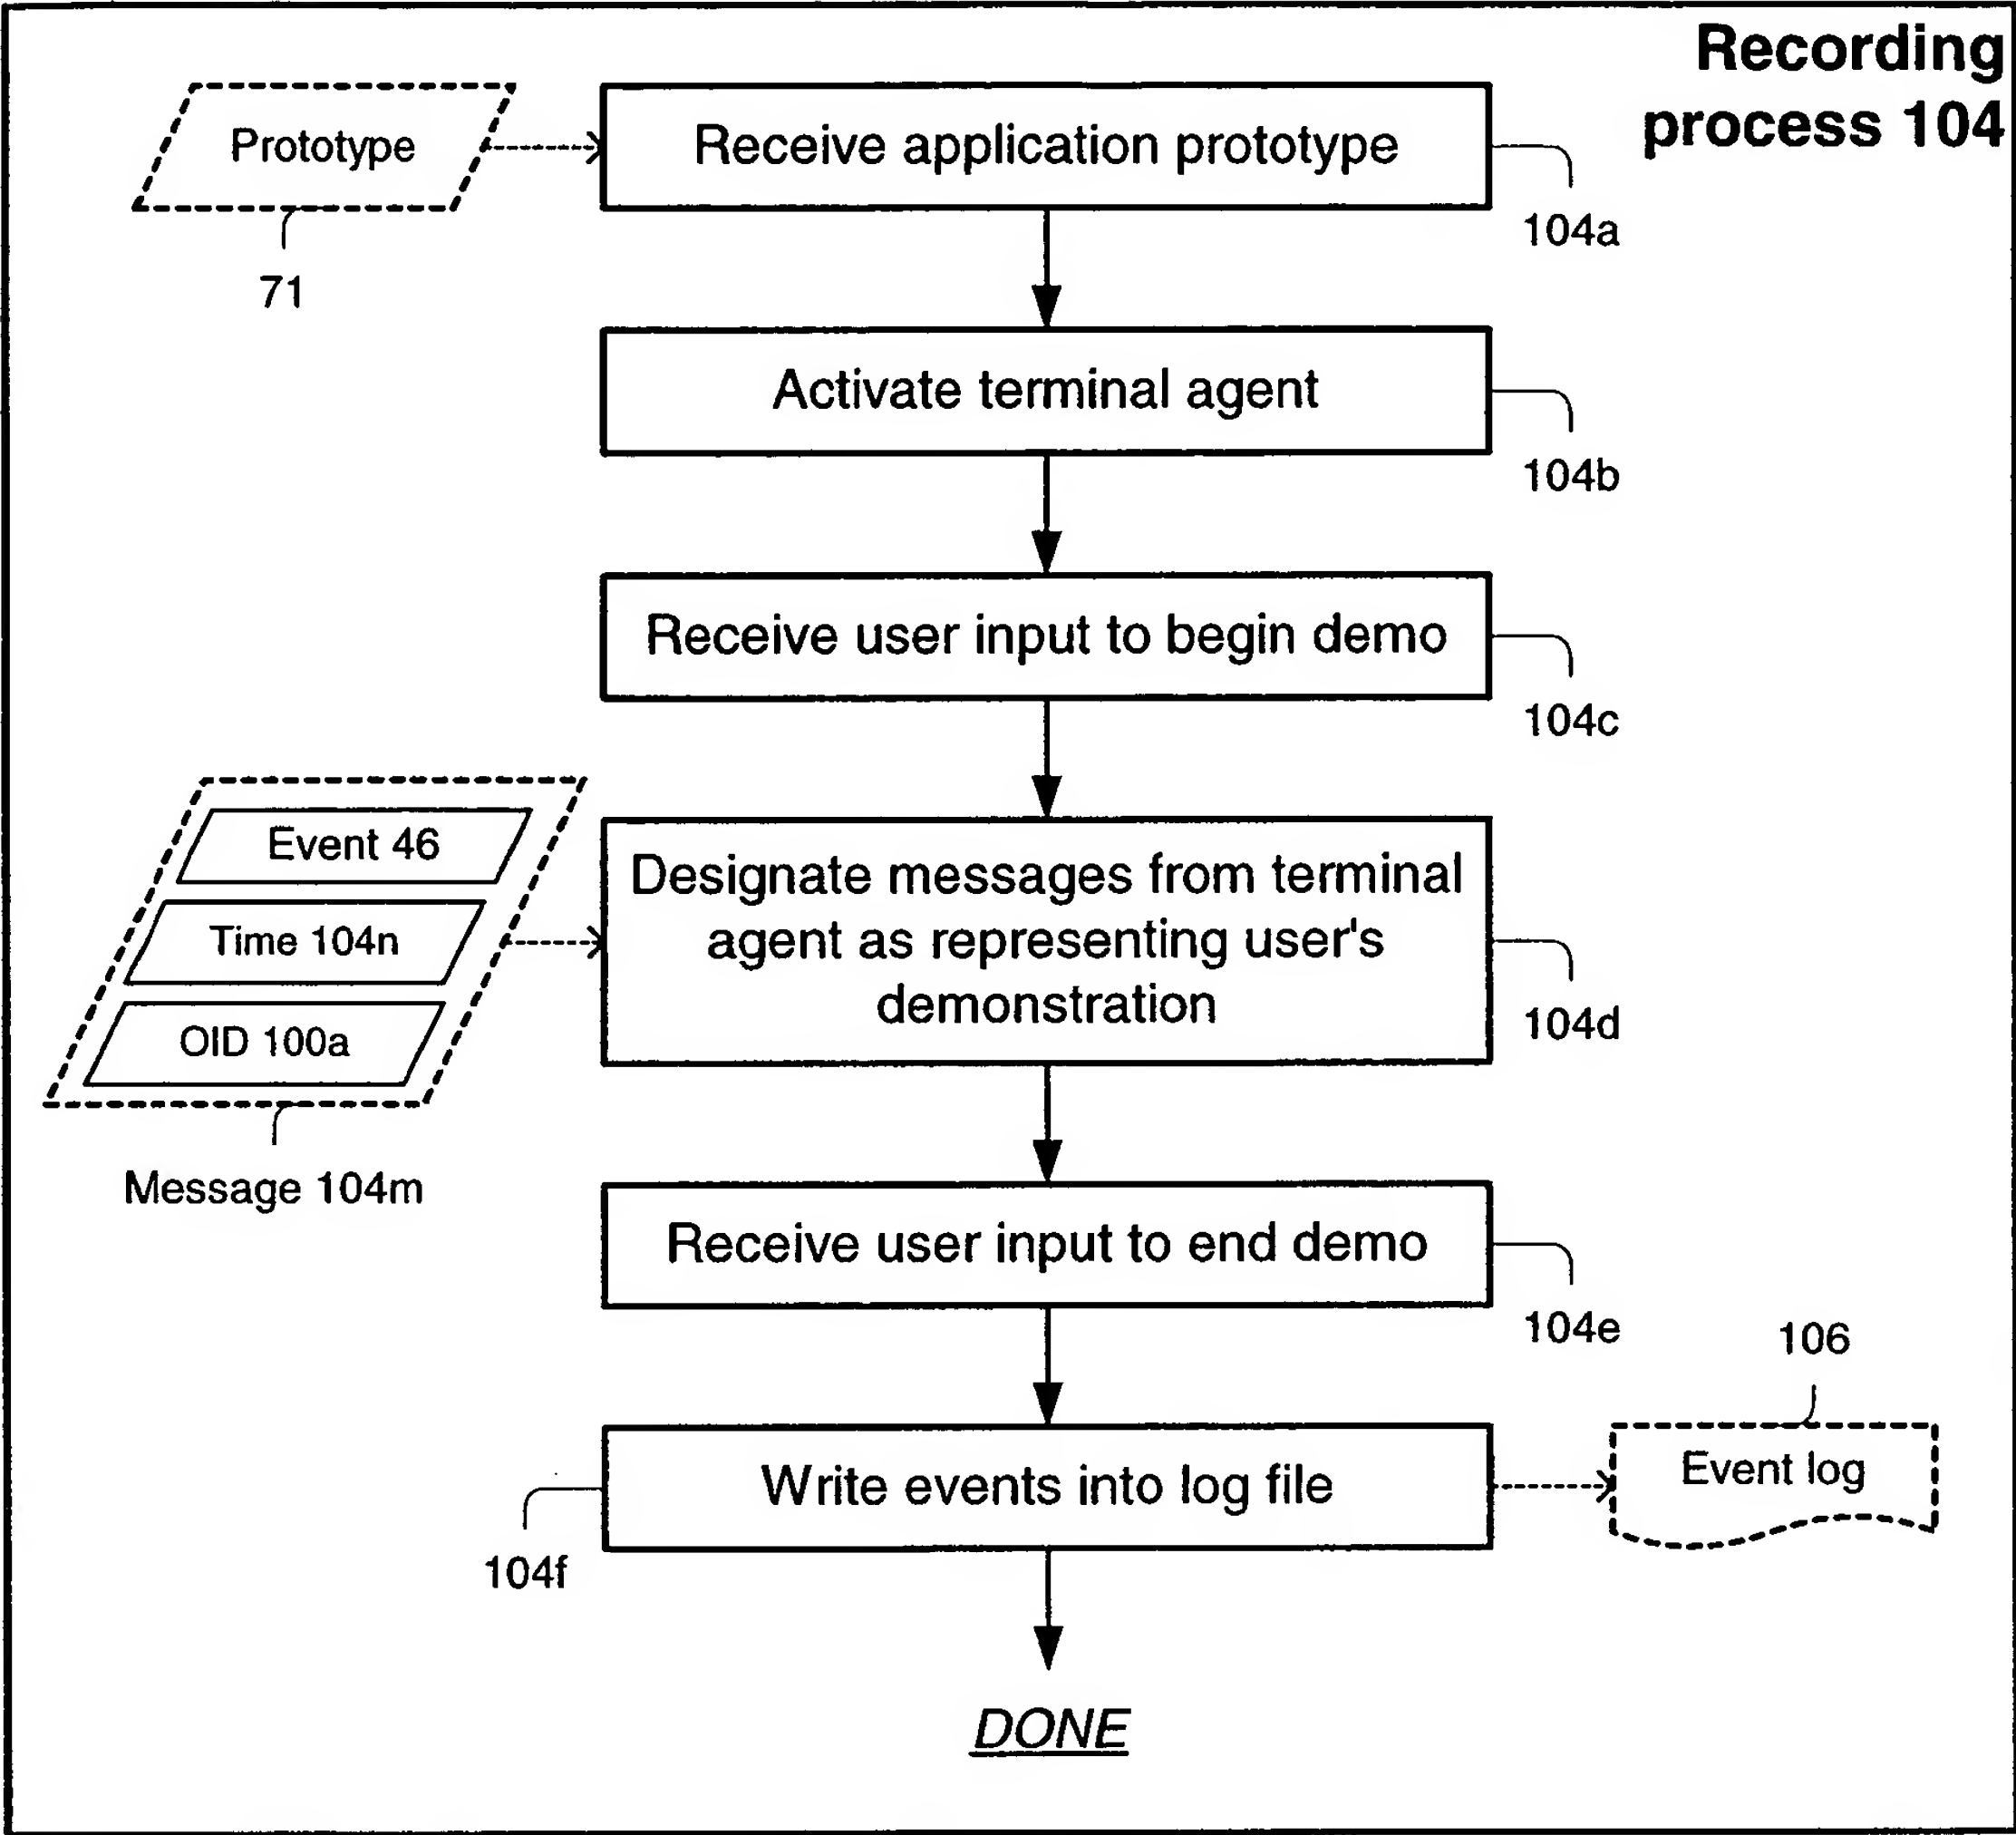 Recording
process 104
Prototype
Receive application prototype
104a
71
Activate terminal agent
104b
Receive user input to begin demo
104c
Event 46
Time 104n
OID 100a
Message 104m
Designate messages from terminal
agent as representing user's
demonstration
104d
Receive user input to end demo
104e
106
Write events into log file
Event log
104f
DONE